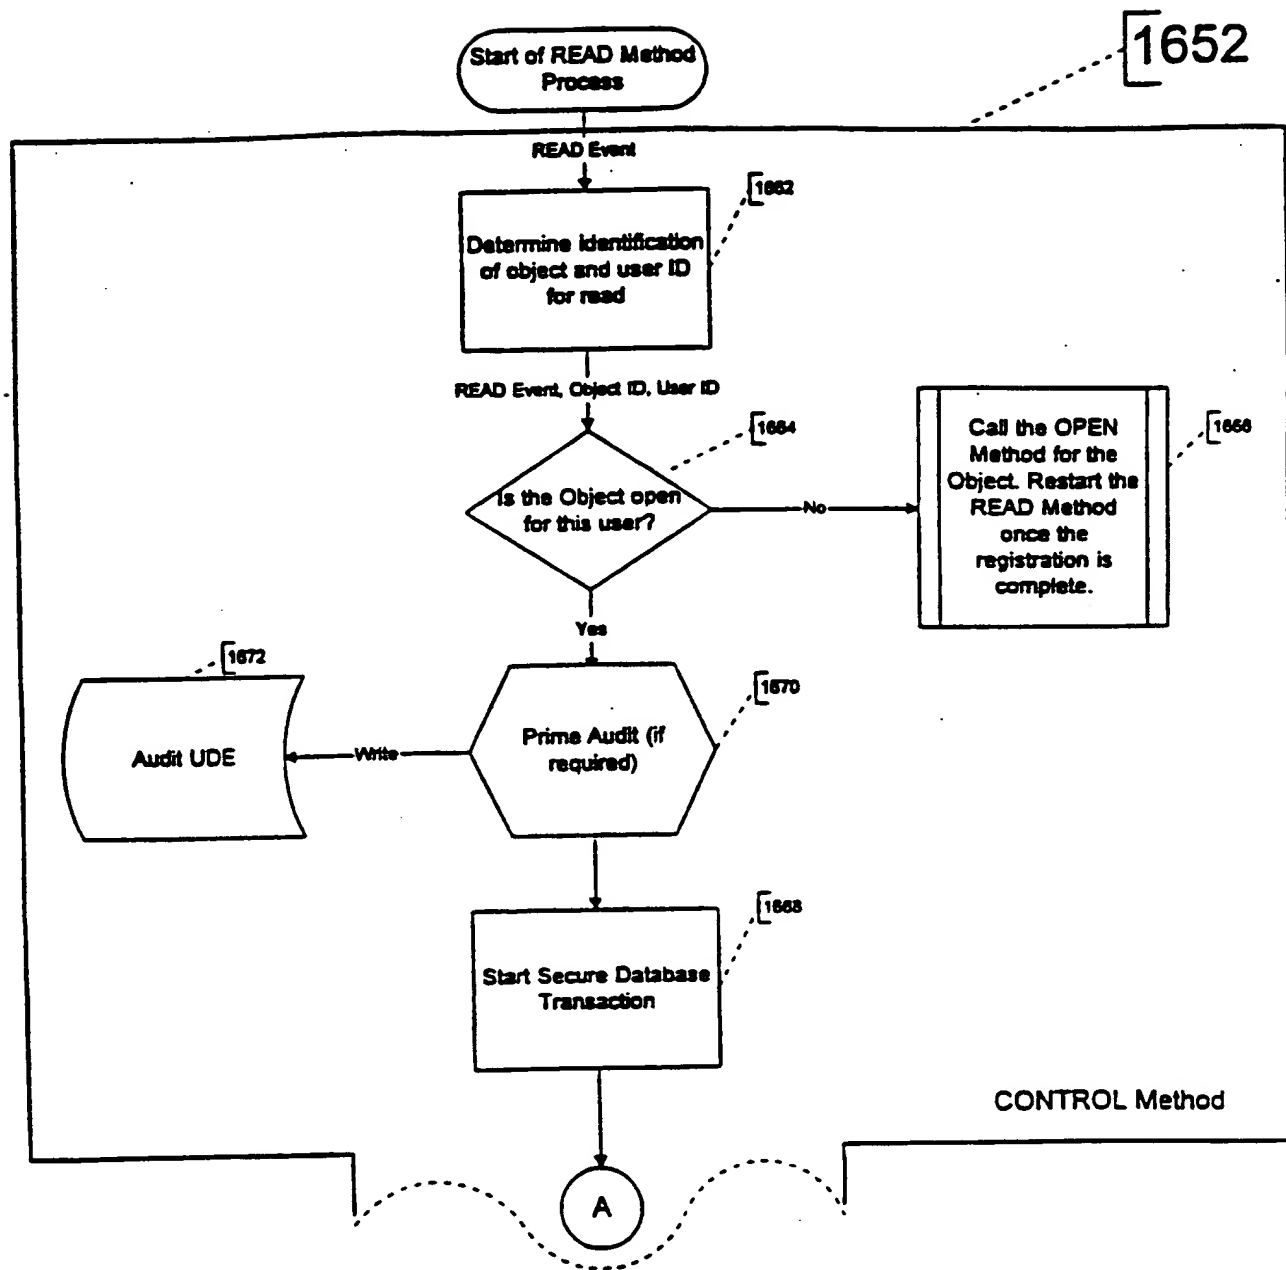 Start of READ Method
Process
1652
READ Event
1662
Determine identification
of object and user ID
for read
READ Event, Object ID, User ID
1664
Is the Object open
for this user?
No
Call the OPEN
Method for the
Object. Restart the
READ Method
once the
registration is
complete.
1666
Yes
1672
Audit UDE
Write
Prime Audit (if
required)
1670
1668
Start Secure Database
Transaction
CONTROL Method
A